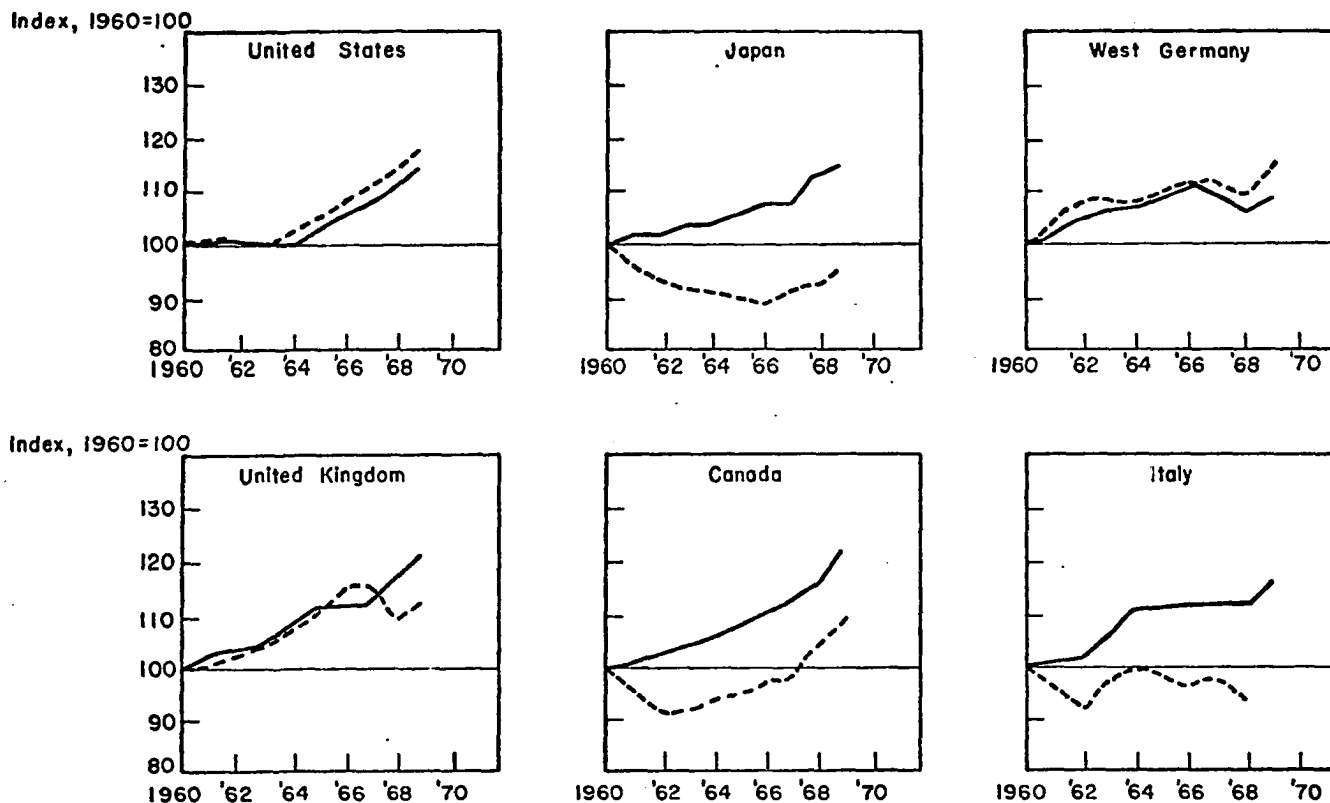 Index, 1960=100
United States
Japan
West Germany
130
120
110
100
90
80
1960 '62 '64 '66 '68 '70
1960 '62 '64 '66 '68 '70
1960 '62 '64 '66 '68 '70
Index, 1960=100
United Kingdom
Canada
Italy
130
120
110
100
90
80
1960 '62 '64 '66 '68 '70
1960 '62 '64 '66 '68 '70
1960 '62 '64 '66 '68 '70